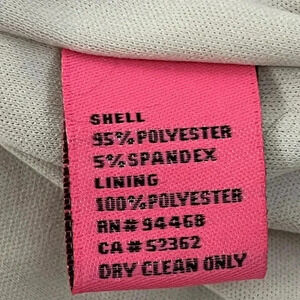 SHELL
95% POLYESTER
5% SPANDEX
LINING
100% POLYESTER
RN# 94468
CA# 52362
DRY CLEAN ONLY